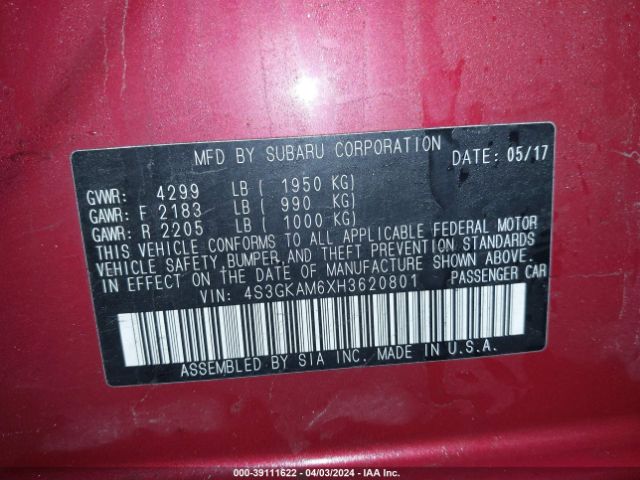 MFD BY SUBARU CORPORATION DATE: 05/17
GVWR: 4299 LB ( 1950 KG)
GAWR: F 2183 LB ( 990 KG)
GAWR: R 2205 LB ( 1000 KG)
THIS VEHICLE CONFORMS TO ALL APPLICABLE FEDERAL MOTOR
VEHICLE SAFETY, BUMPER, AND THEFT PREVENTION STANDARDS
IN EFFECT ON THE DATE OF MANUFACTURE SHOWN ABOVE.
VIN: 4S3GKAM6XH3620801 PASSENGER CAR
ASSEMBLED BY SIA INC. MADE IN U.S.A.
00-39111622 - 04/03/2024 - IAA Inc.